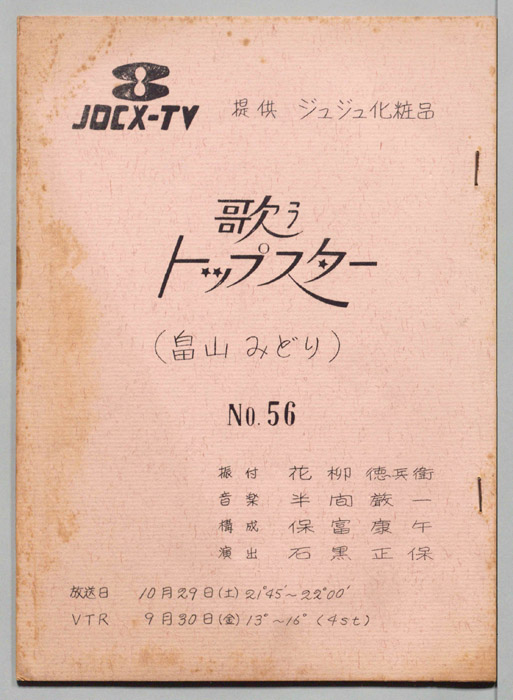 JOCX-TV 提供 ジュジュ化粧品
歌う
トップスター
(畠山みどり)
No. 56
振付 花柳徳兵衛
音楽 半間厳一
構成 保富康午
演出 石黒正保
放送日 10月29日(土) 21°45′〜22°00′
VTR 9月30日(金) 13°〜16° (4st)